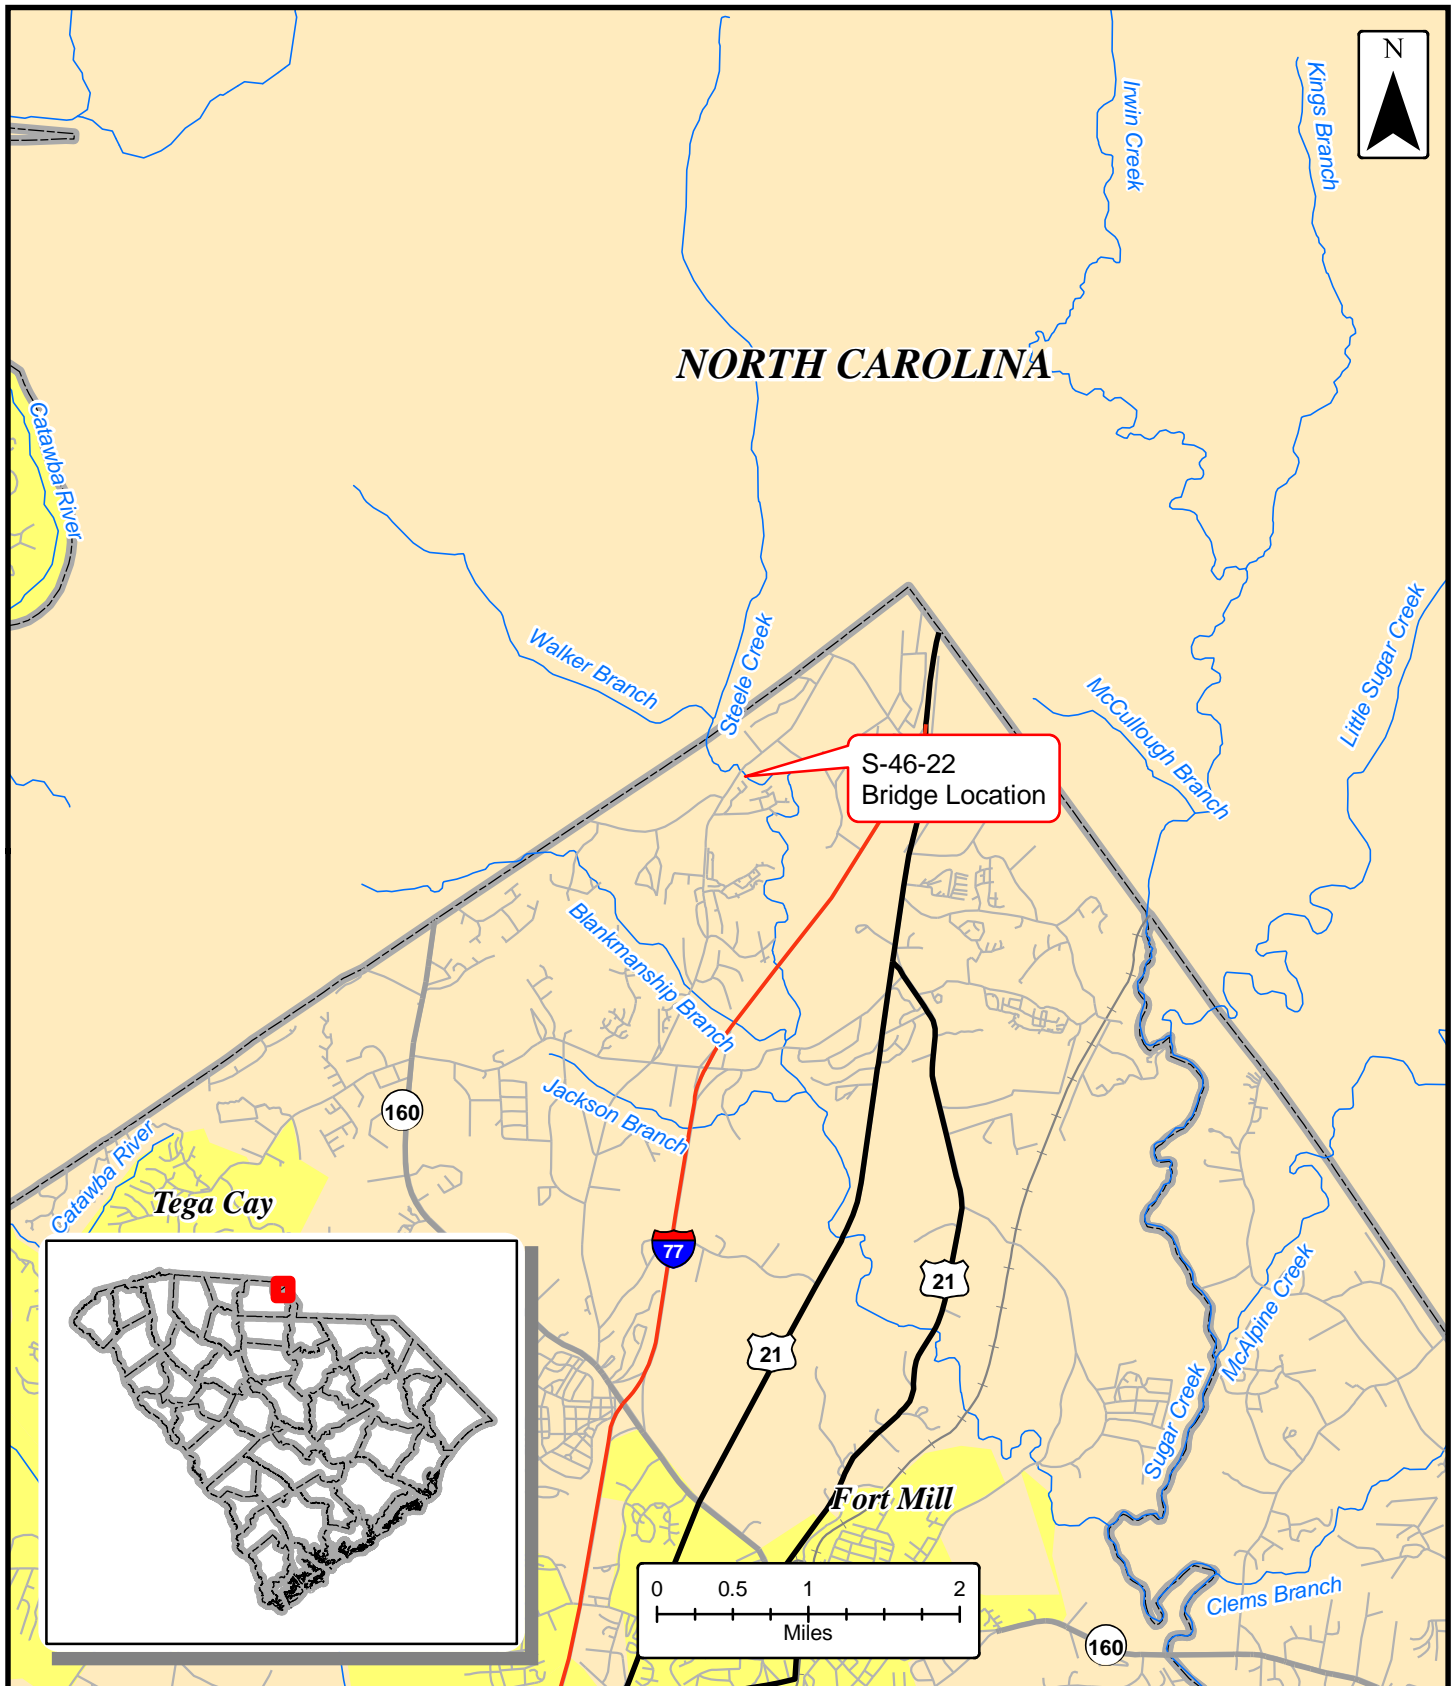 N
Irwin Creek
Kings Branch
NORTH CAROLINA
Catawba River
Walker Branch
Steele Creek
Little Sugar Creek
McCullough Branch
S-46-22
Bridge Location
Blankmanship Branch
Jackson Branch
160
Catawba River
Tega Cay
77
21
21
McAlpine Creek
Sugar Creek
Fort Mill
0 0.5 1 2
Miles
Clems Branch
160